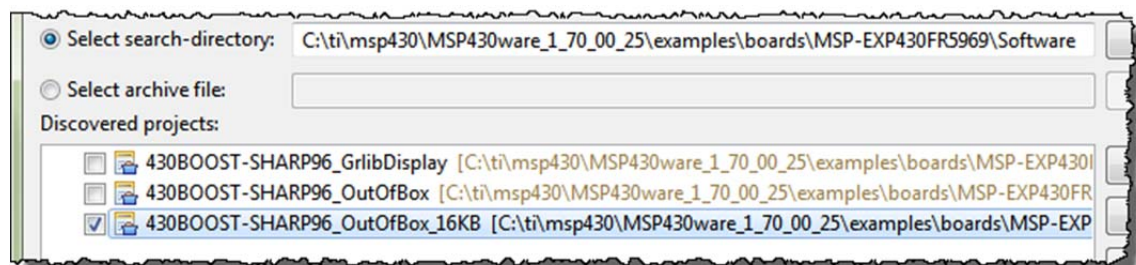 Select search-directory: C:\ti\msp430\MSP430ware_1_70_00_25\examples\boards\MSP-EXP430FR5969\Software
Select archive file:
Discovered projects:
430BOOST-SHARP96_GrlibDisplay [C:\ti\msp430\MSP430ware_1_70_00_25\examples\boards\MSP-EXP430
430BOOST-SHARP96_OutOfBox [C:\ti\msp430\MSP430ware_1_70_00_25\examples\boards\MSP-EXP430FR
430BOOST-SHARP96_OutOfBox_16KB [C:\ti\msp430\MSP430ware_1_70_00_25\examples\boards\MSP-EXP